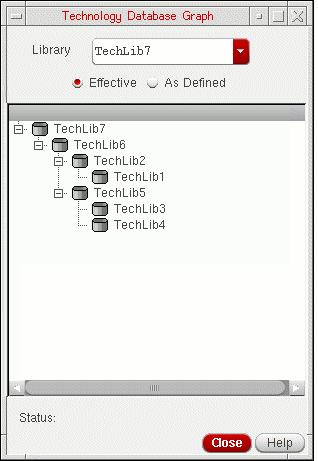 Technology Database Graph
Library TechLib7
Effective As Defined
TechLib7
TechLib6
TechLib2
TechLib1
TechLib5
TechLib3
TechLib4
Status:
Close Help